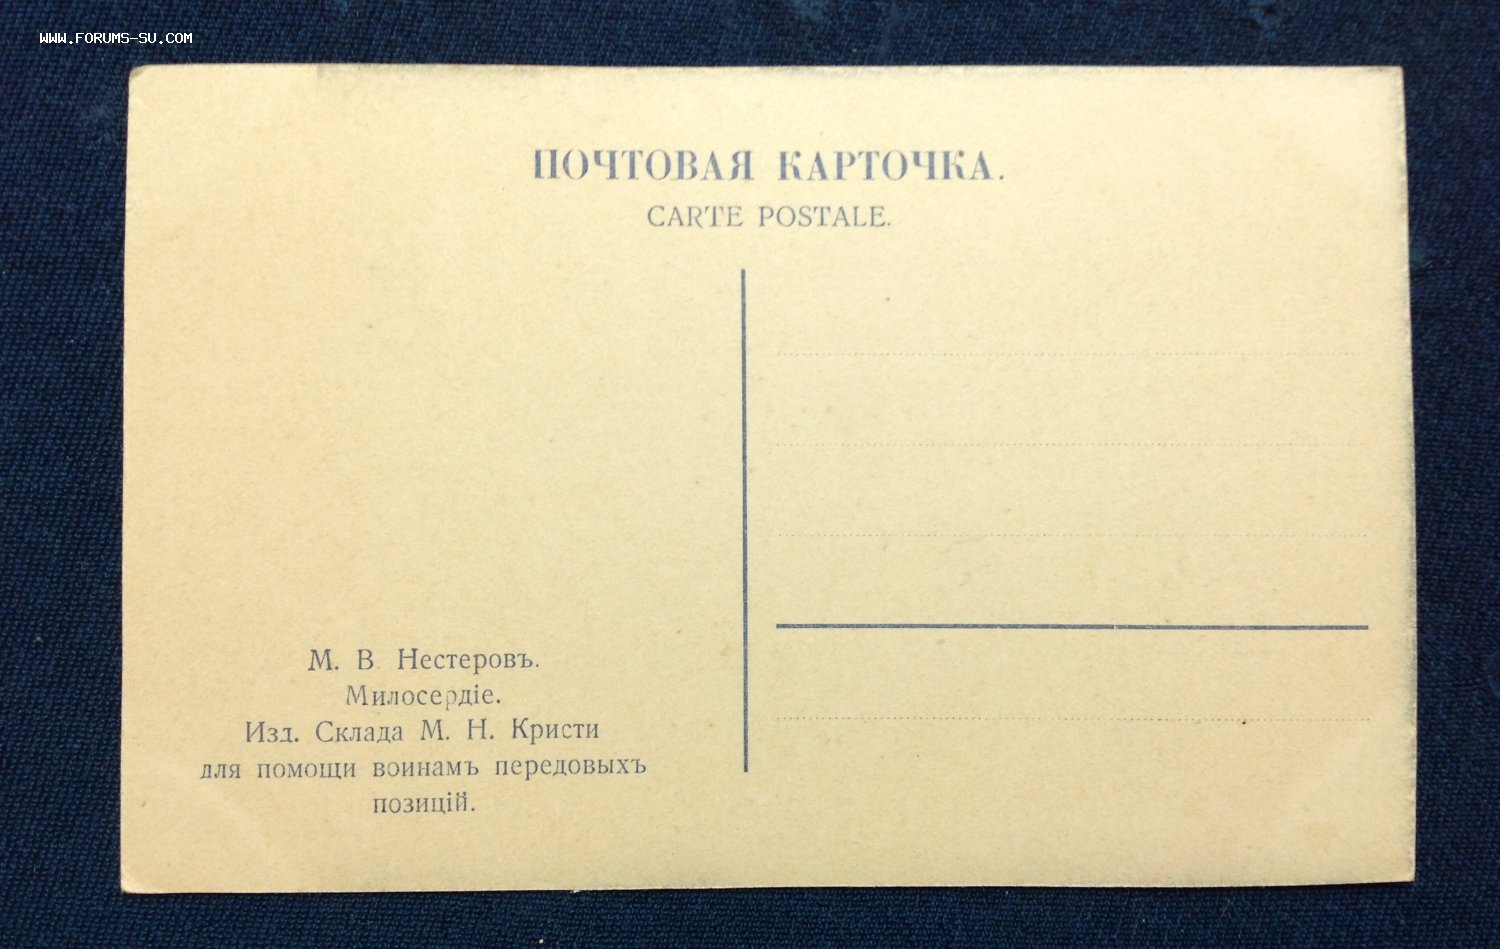 WWW.FORUMS-SU.COM
ПОЧТОВАЯ КАРТОЧКА.
CARTE POSTALE.
М. В. Нестеровъ.
Милосердіе.
Изд. Склада М. Н. Кристи
для помощи воинамъ передовыхъ
позицій.